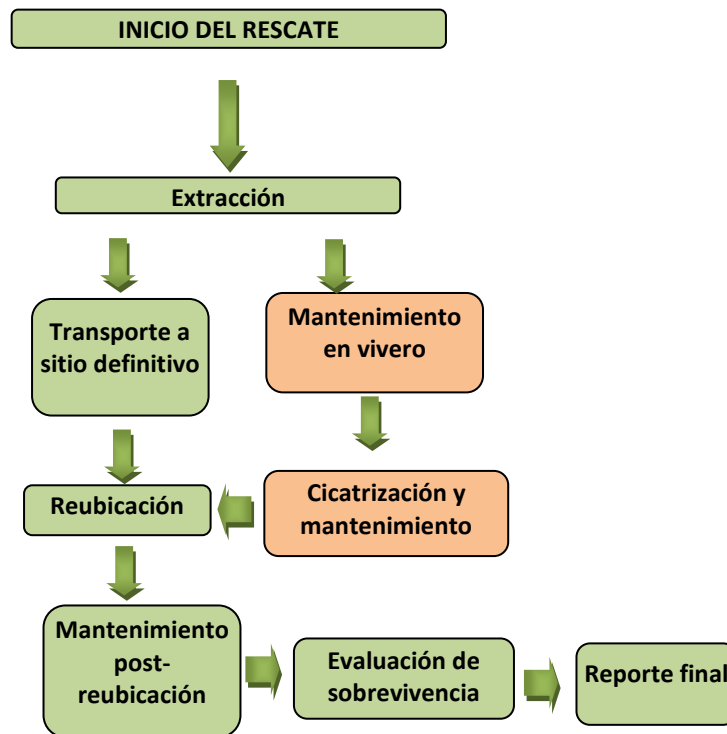 INICIO DEL RESCATE
Extracción
Transporte a
sitio definitivo
Mantenimiento
en vivero
Reubicación
Cicatrización y
mantenimiento
Mantenimiento
post-
reubicación
Evaluación de
sobrevivencia
Reporte final